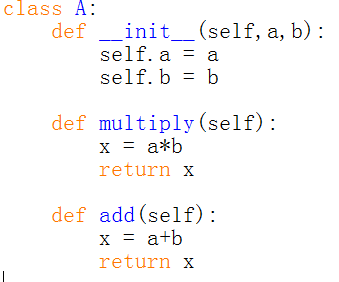 class A:
    def __init__(self,a,b):
        self.a = a
        self.b = b

    def multiply(self):
        x = a*b
        return x

    def add(self):
        x = a+b
        return x